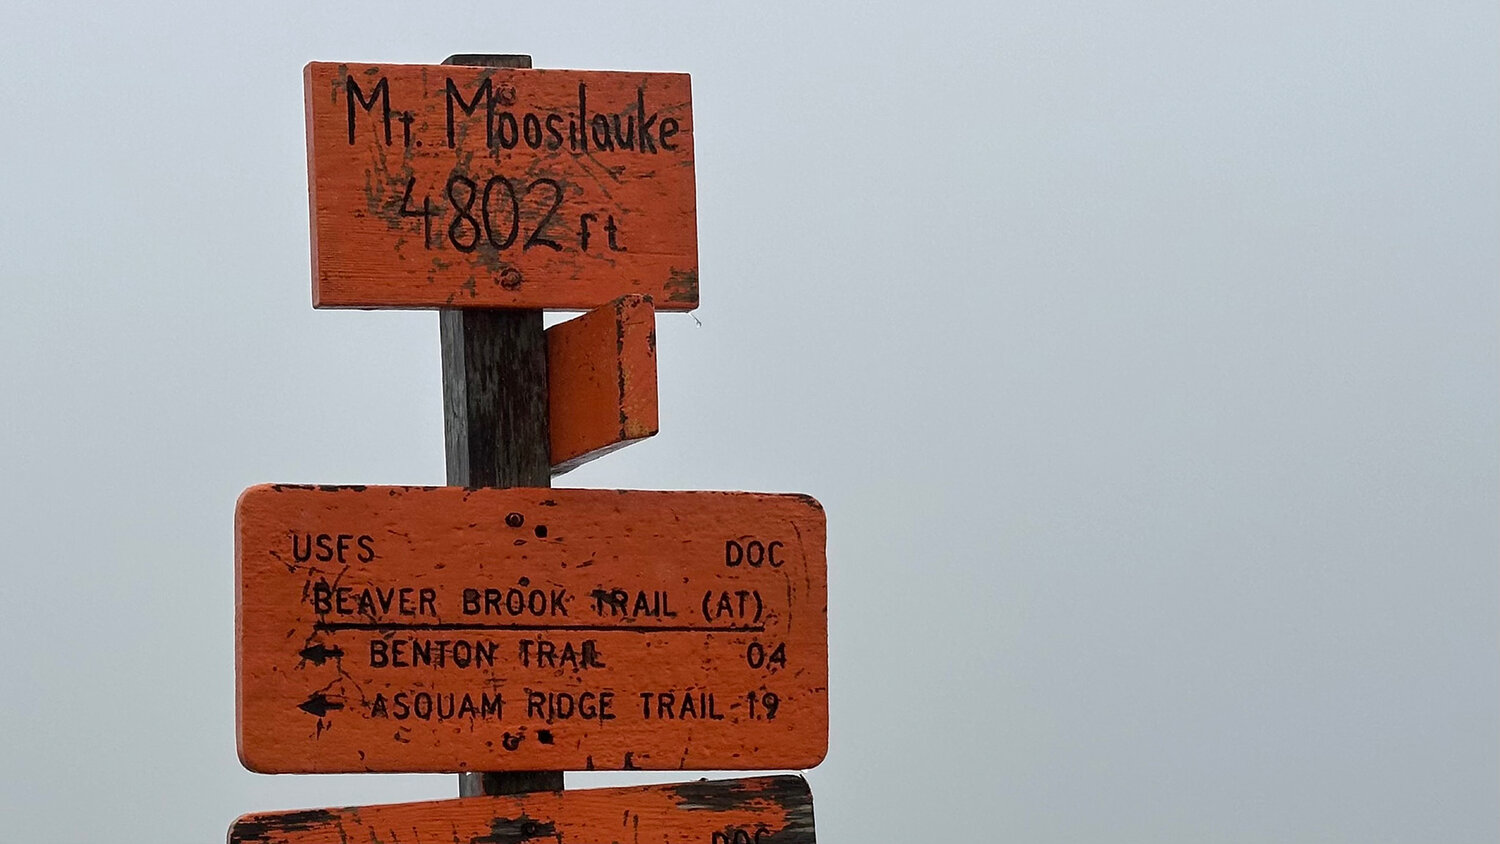 Mt. Moosilauke
4802 ft
USFS DOC
BEAVER BROOK TRAIL (AT)
← BENTON TRAIL 0.4
← ASQUAM RIDGE TRAIL 1.9
DOC